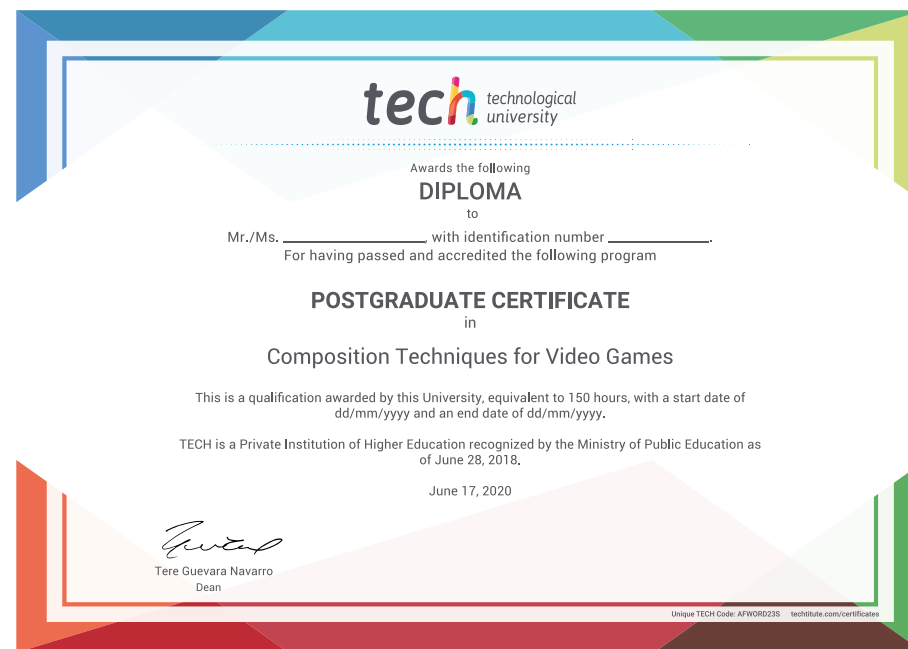 tech technological
university
Awards the following
DIPLOMA
to
Mr./Ms. ____________, with identification number ____________.
For having passed and accredited the following program
POSTGRADUATE CERTIFICATE
in
Composition Techniques for Video Games
This is a qualification awarded by this University, equivalent to 150 hours, with a start date of
dd/mm/yyyy and an end date of dd/mm/yyyy.
TECH is a Private Institution of Higher Education recognized by the Ministry of Public Education as
of June 28, 2018.
June 17, 2020
Tere Guevara Navarro
Dean
Unique TECH Code: AFWORD23S techtitute.com/certificates